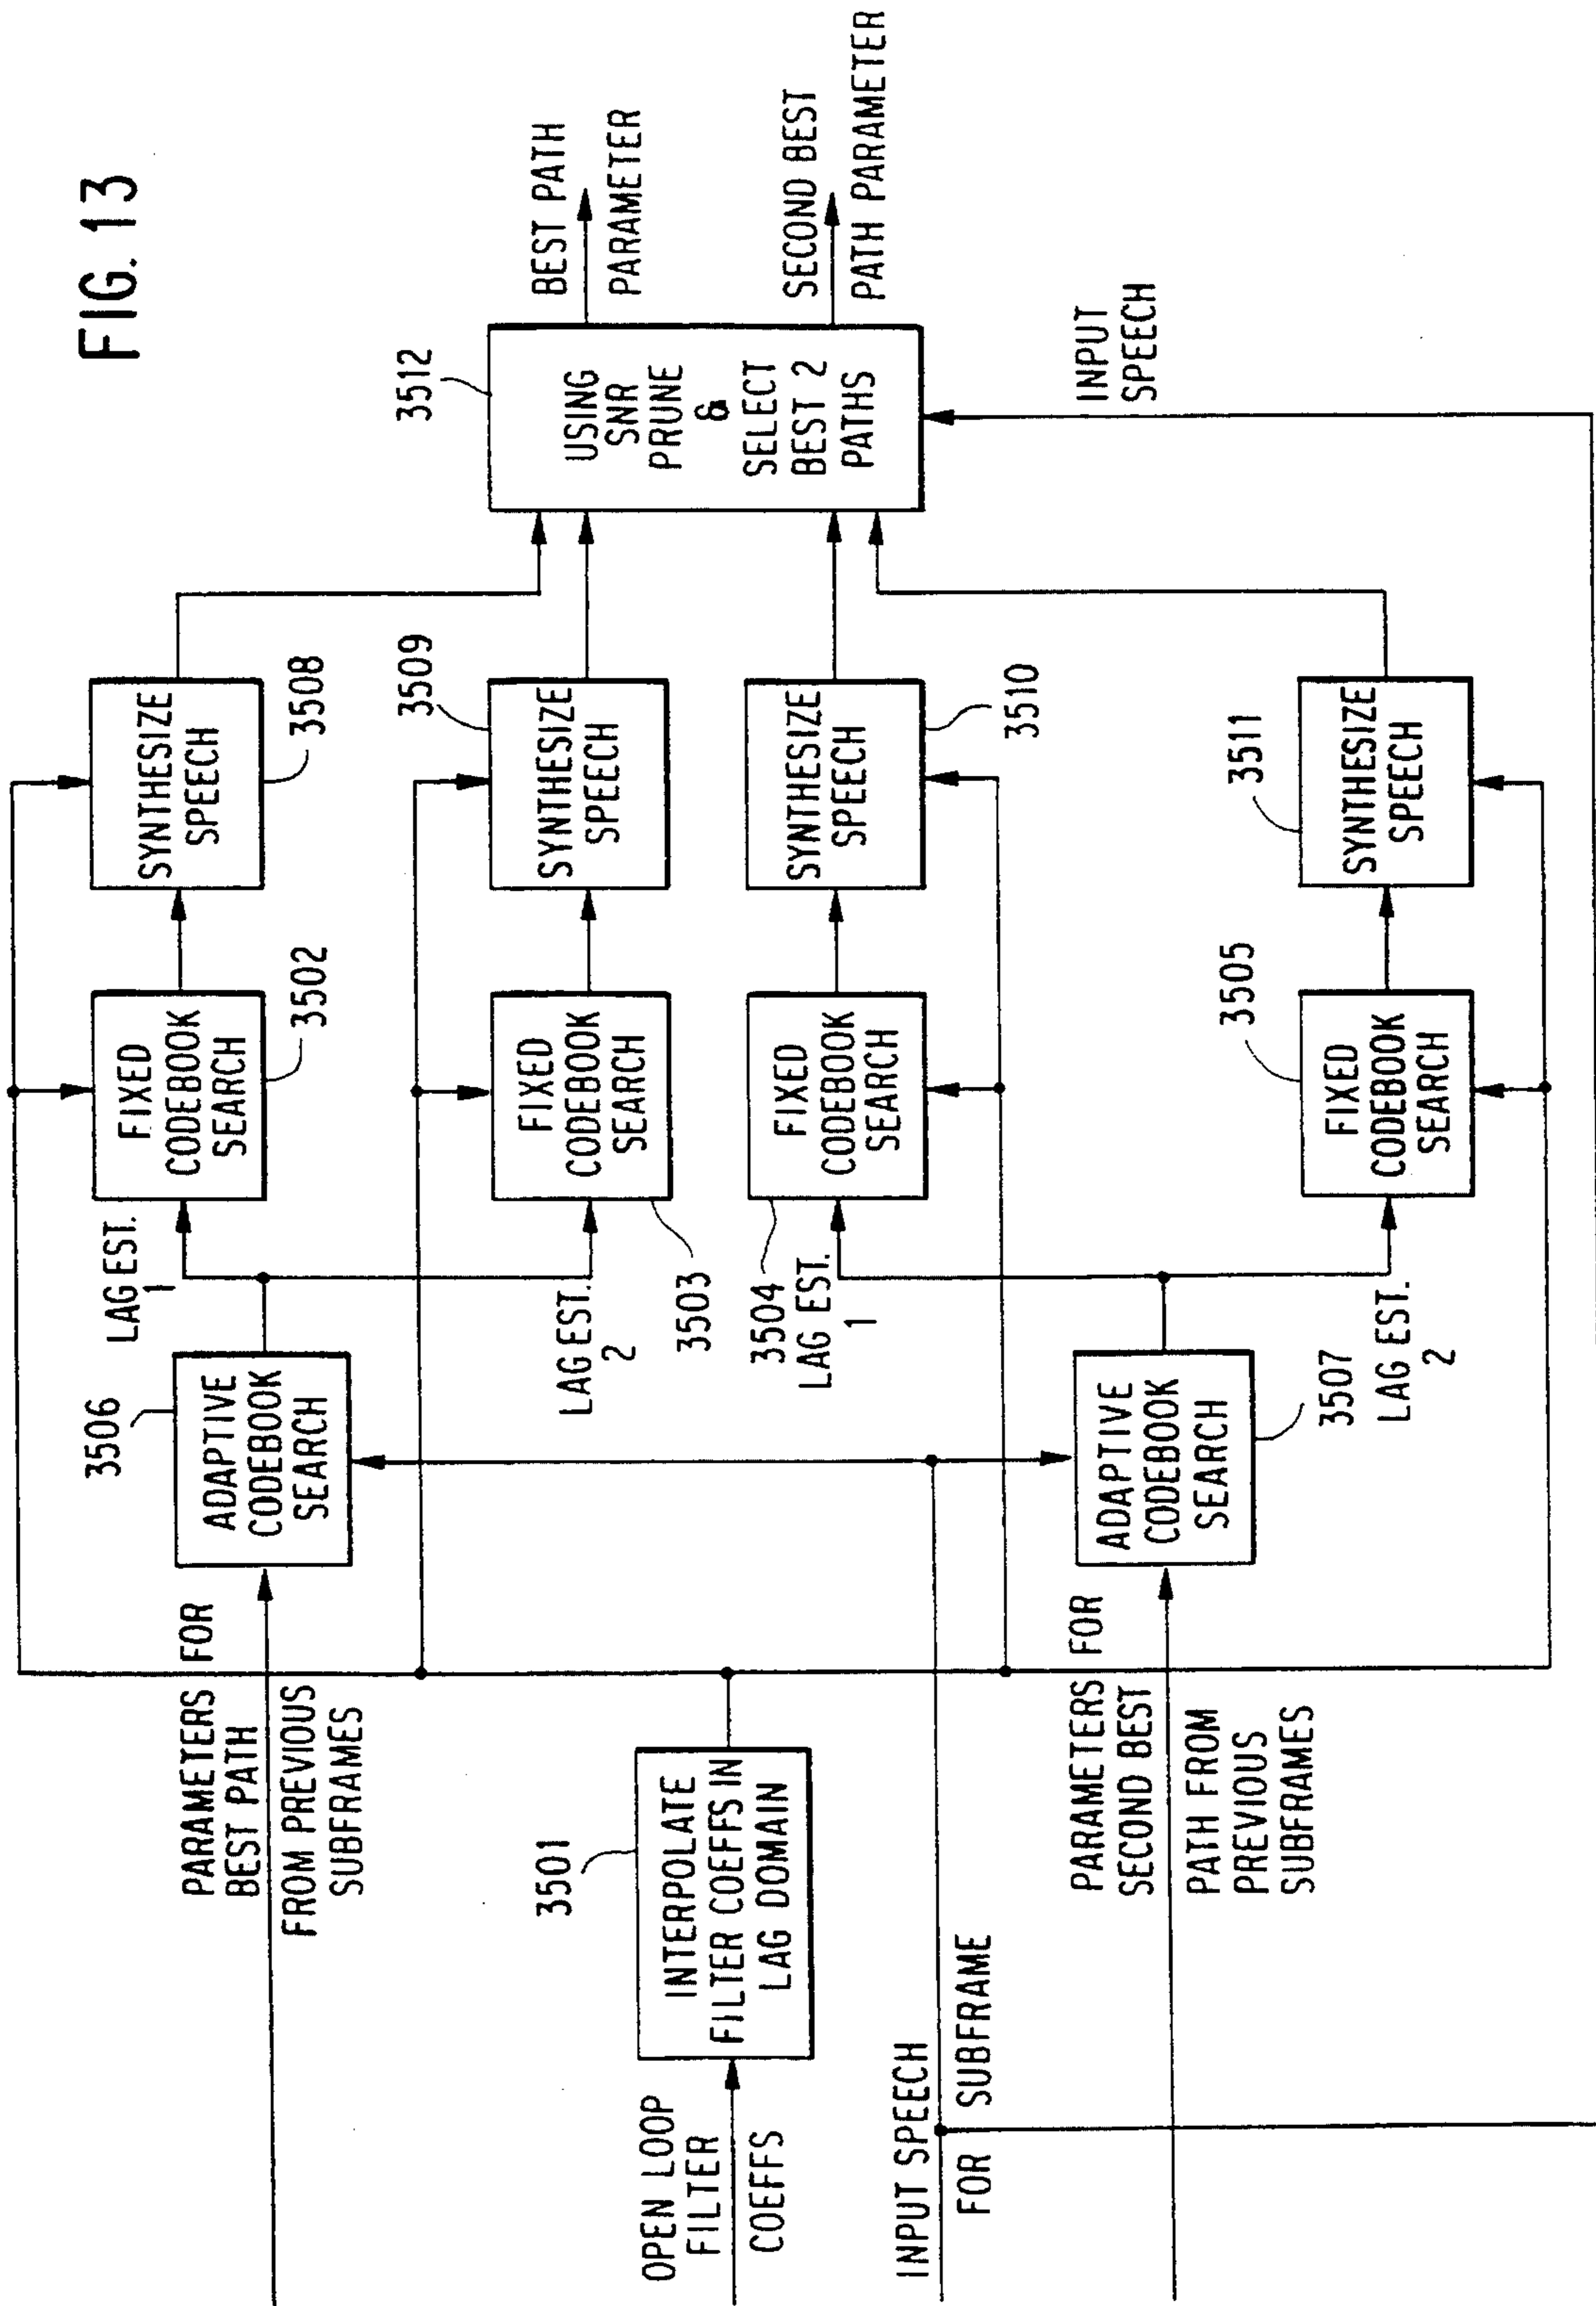 FIG. 13
PARAMETERS FOR
BEST PATH
FROM PREVIOUS
SUBFRAMES
3506
ADAPTIVE
CODEBOOK
SEARCH
LAG EST.
1
FIXED
CODEBOOK
SEARCH
3502
SYNTHESIZE
SPEECH
3508
LAG EST.
2
3503
FIXED
CODEBOOK
SEARCH
3509
SYNTHESIZE
SPEECH
3512
USING
SNR
PRUNE
&
SELECT
BEST 2
PATHS
BEST PATH
PARAMETER
SECOND BEST
PATH PARAMETER
OPEN LOOP
FILTER
COEFFS
3501
INTERPOLATE
FILTER COEFFS IN
LAG DOMAIN
3504
LAG EST.
1
FIXED
CODEBOOK
SEARCH
SYNTHESIZE
SPEECH
3510
INPUT SPEECH
FOR SUBFRAME
PARAMETERS FOR
SECOND BEST
PATH FROM
PREVIOUS
SUBFRAMES
ADAPTIVE
CODEBOOK
SEARCH
3507
LAG EST.
2
3505
FIXED
CODEBOOK
SEARCH
3511
SYNTHESIZE
SPEECH
INPUT
SPEECH